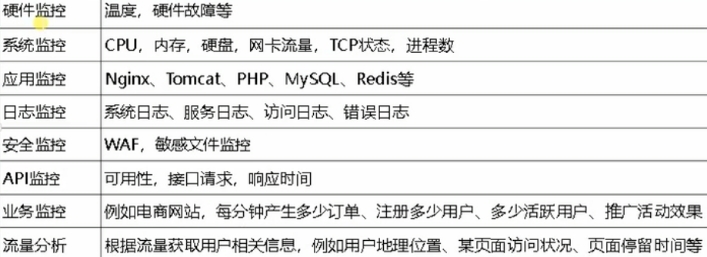 硬件监控 温度，硬件故障等
系统监控 CPU，内存，硬盘，网卡流量，TCP状态，进程数
应用监控 Nginx、Tomcat、PHP、MySQL、Redis等
日志监控 系统日志、服务日志、访问日志、错误日志
安全监控 WAF，敏感文件监控
API监控 可用性，接口请求，响应时间
业务监控 例如电商网站，每分钟产生多少订单、注册多少用户、多少活跃用户、推广活动效果
流量分析 根据流量获取用户相关信息，例如用户地理位置、某页面访问状况、页面停留时间等